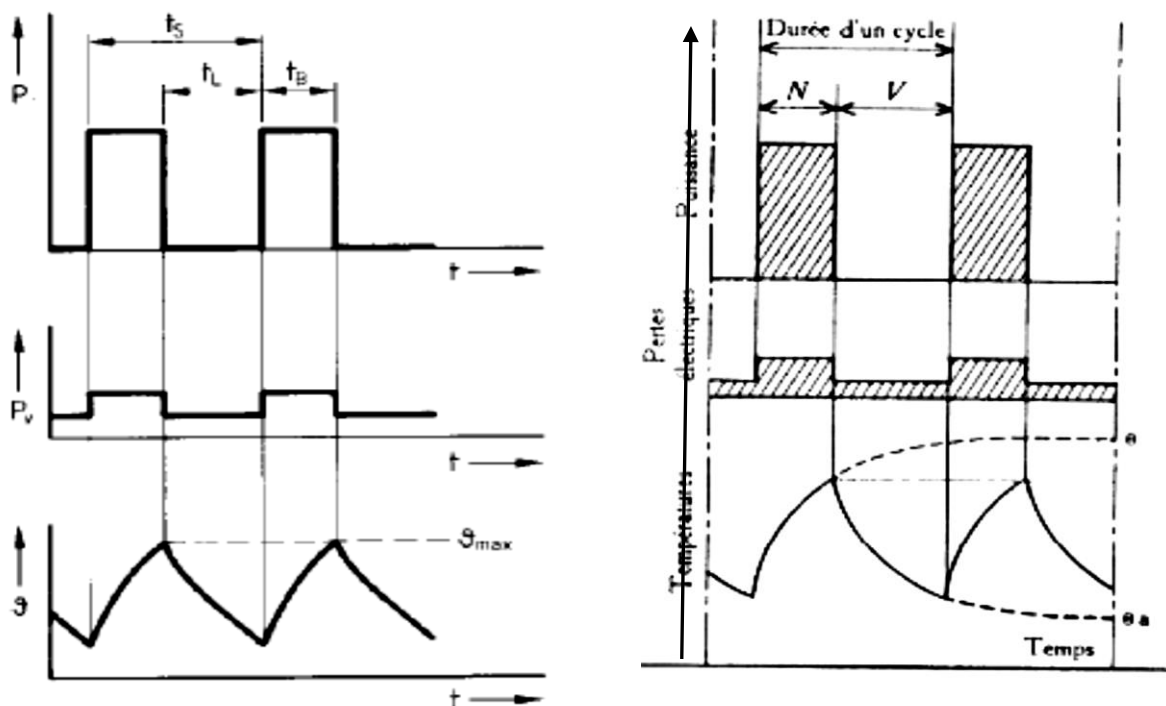 t_S
t_L
t_B
P
t
P_v
t
ϑ_max
ϑ
t
Durée d'un cycle
N
V
Puissance
Pertes
électriques
θ
Températures
θa
Temps